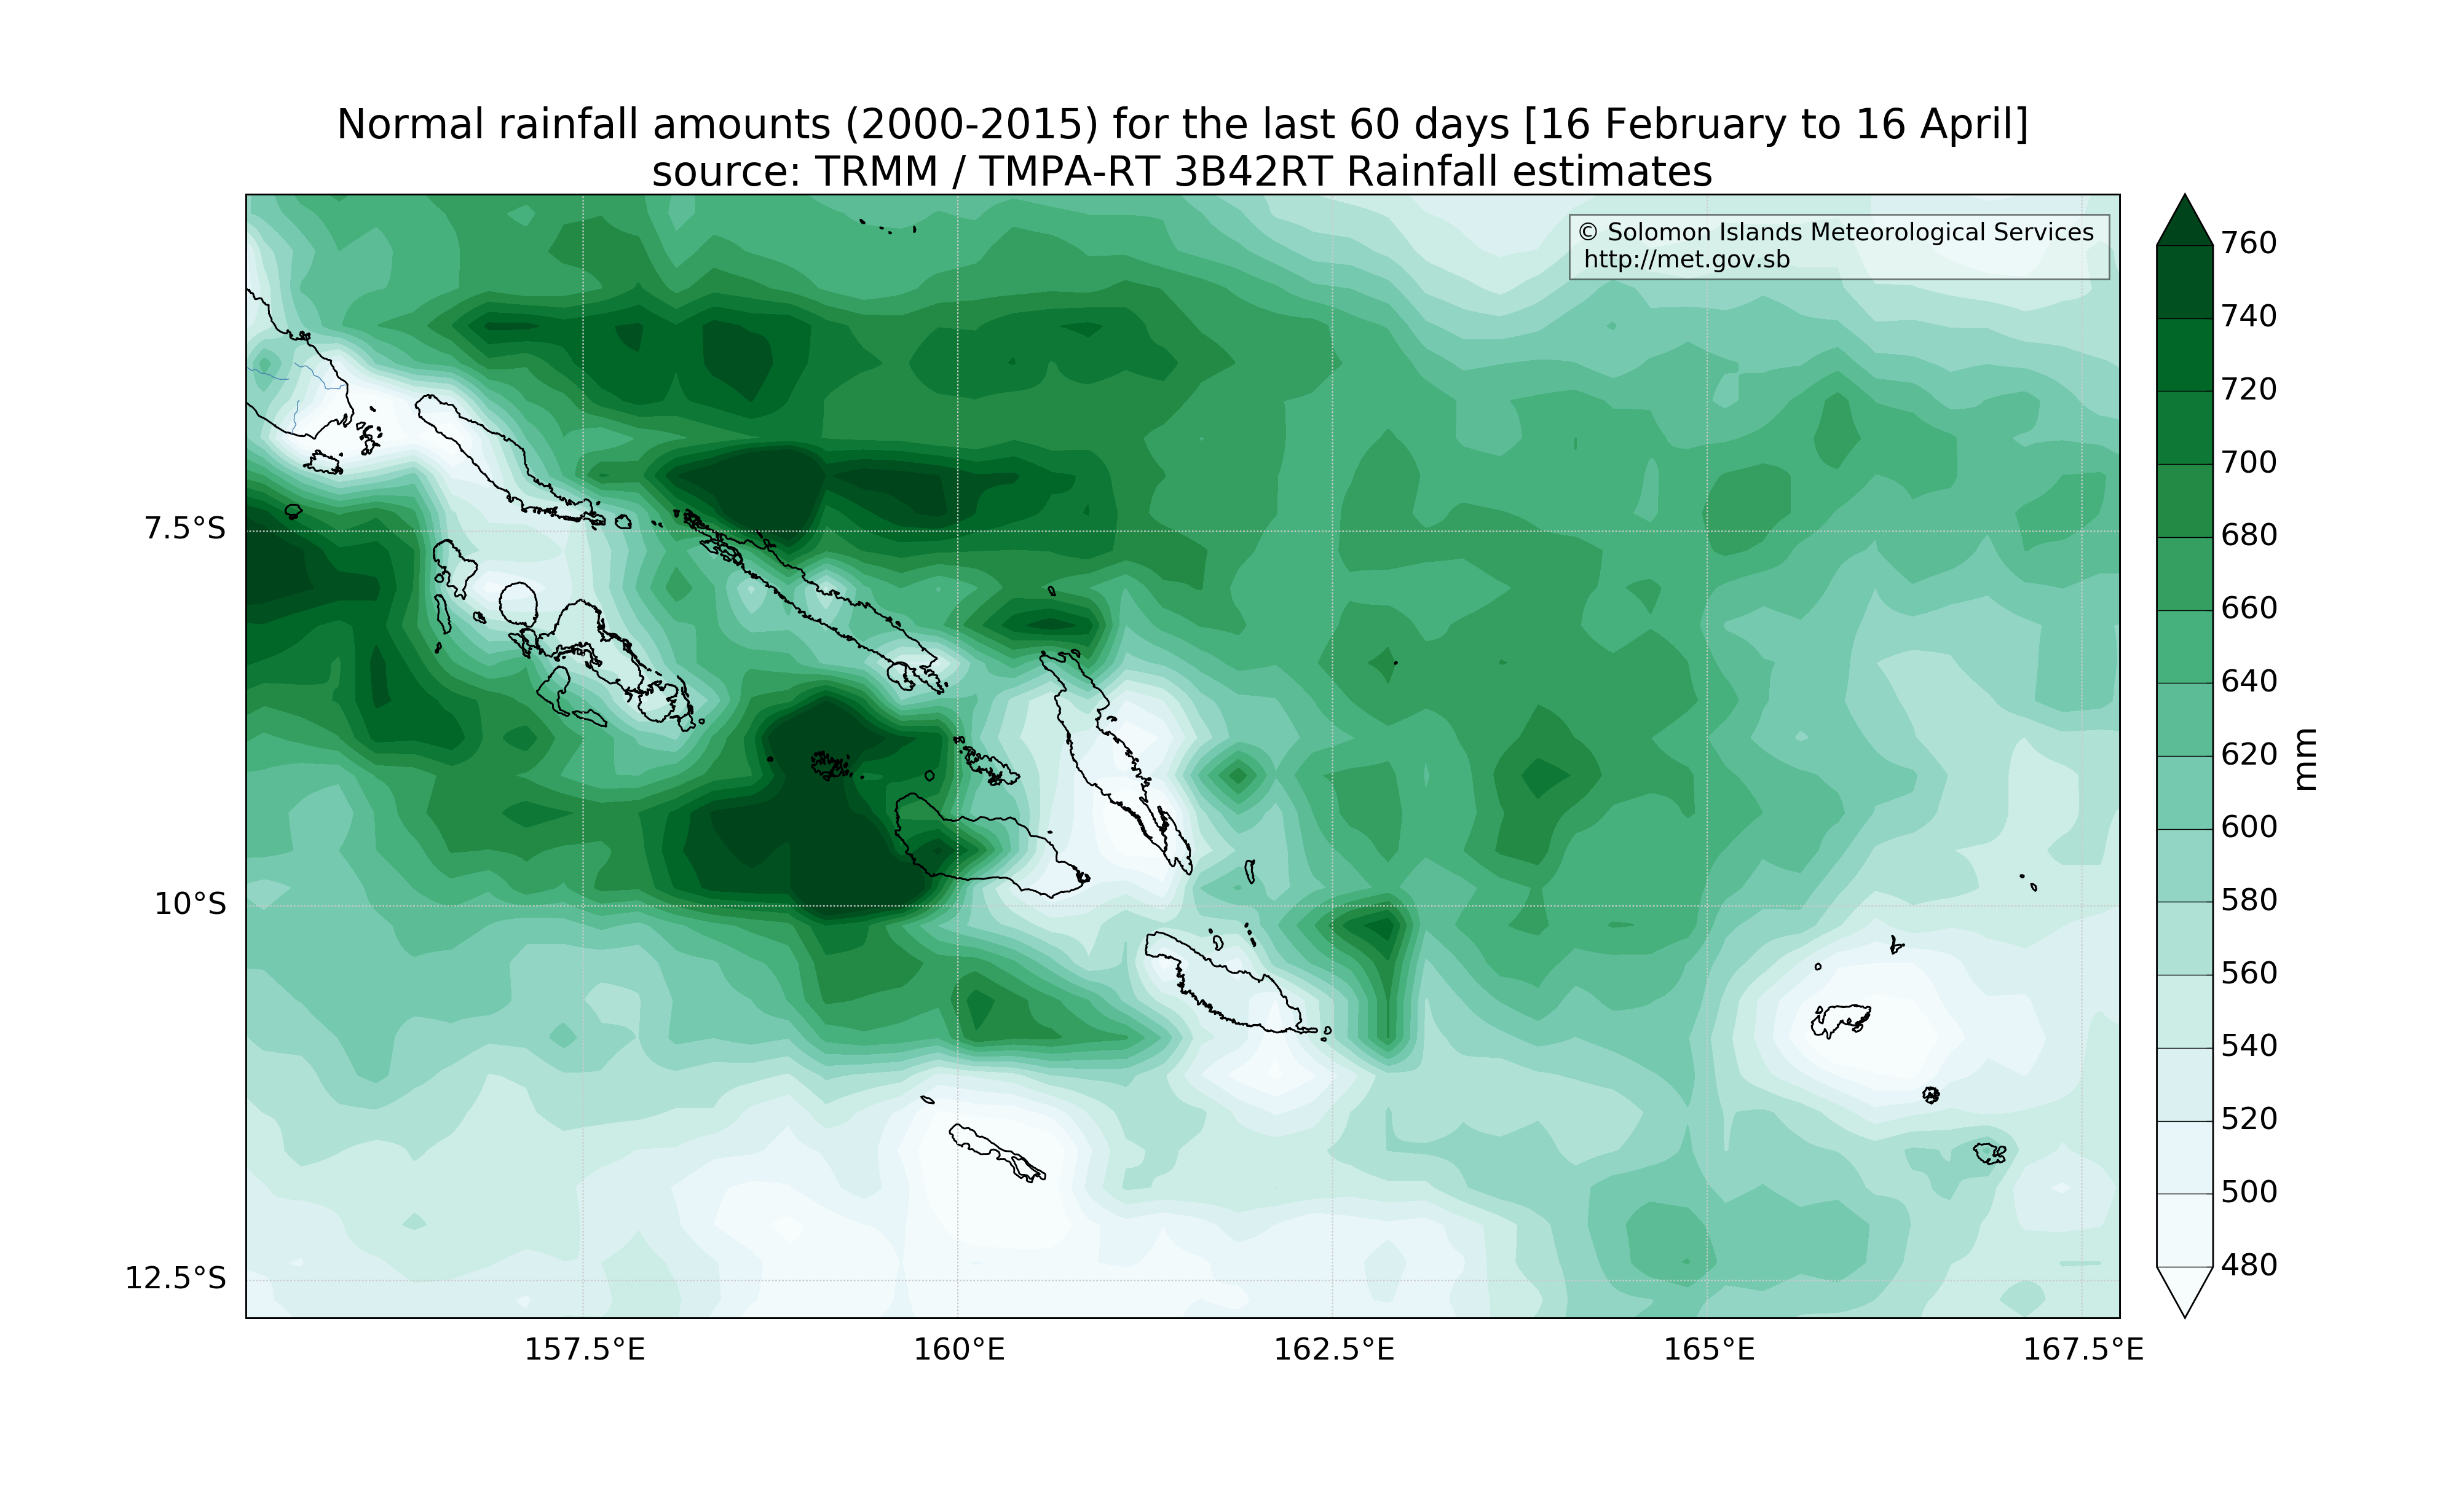 Normal rainfall amounts (2000-2015) for the last 60 days [16 February to 16 April]
source: TRMM / TMPA-RT 3B42RT Rainfall estimates
© Solomon Islands Meteorological Services
http://met.gov.sb
7.5°S
10°S
12.5°S
157.5°E
160°E
162.5°E
165°E
167.5°E
760
740
720
700
680
660
640
620
600
580
560
540
520
500
480
mm